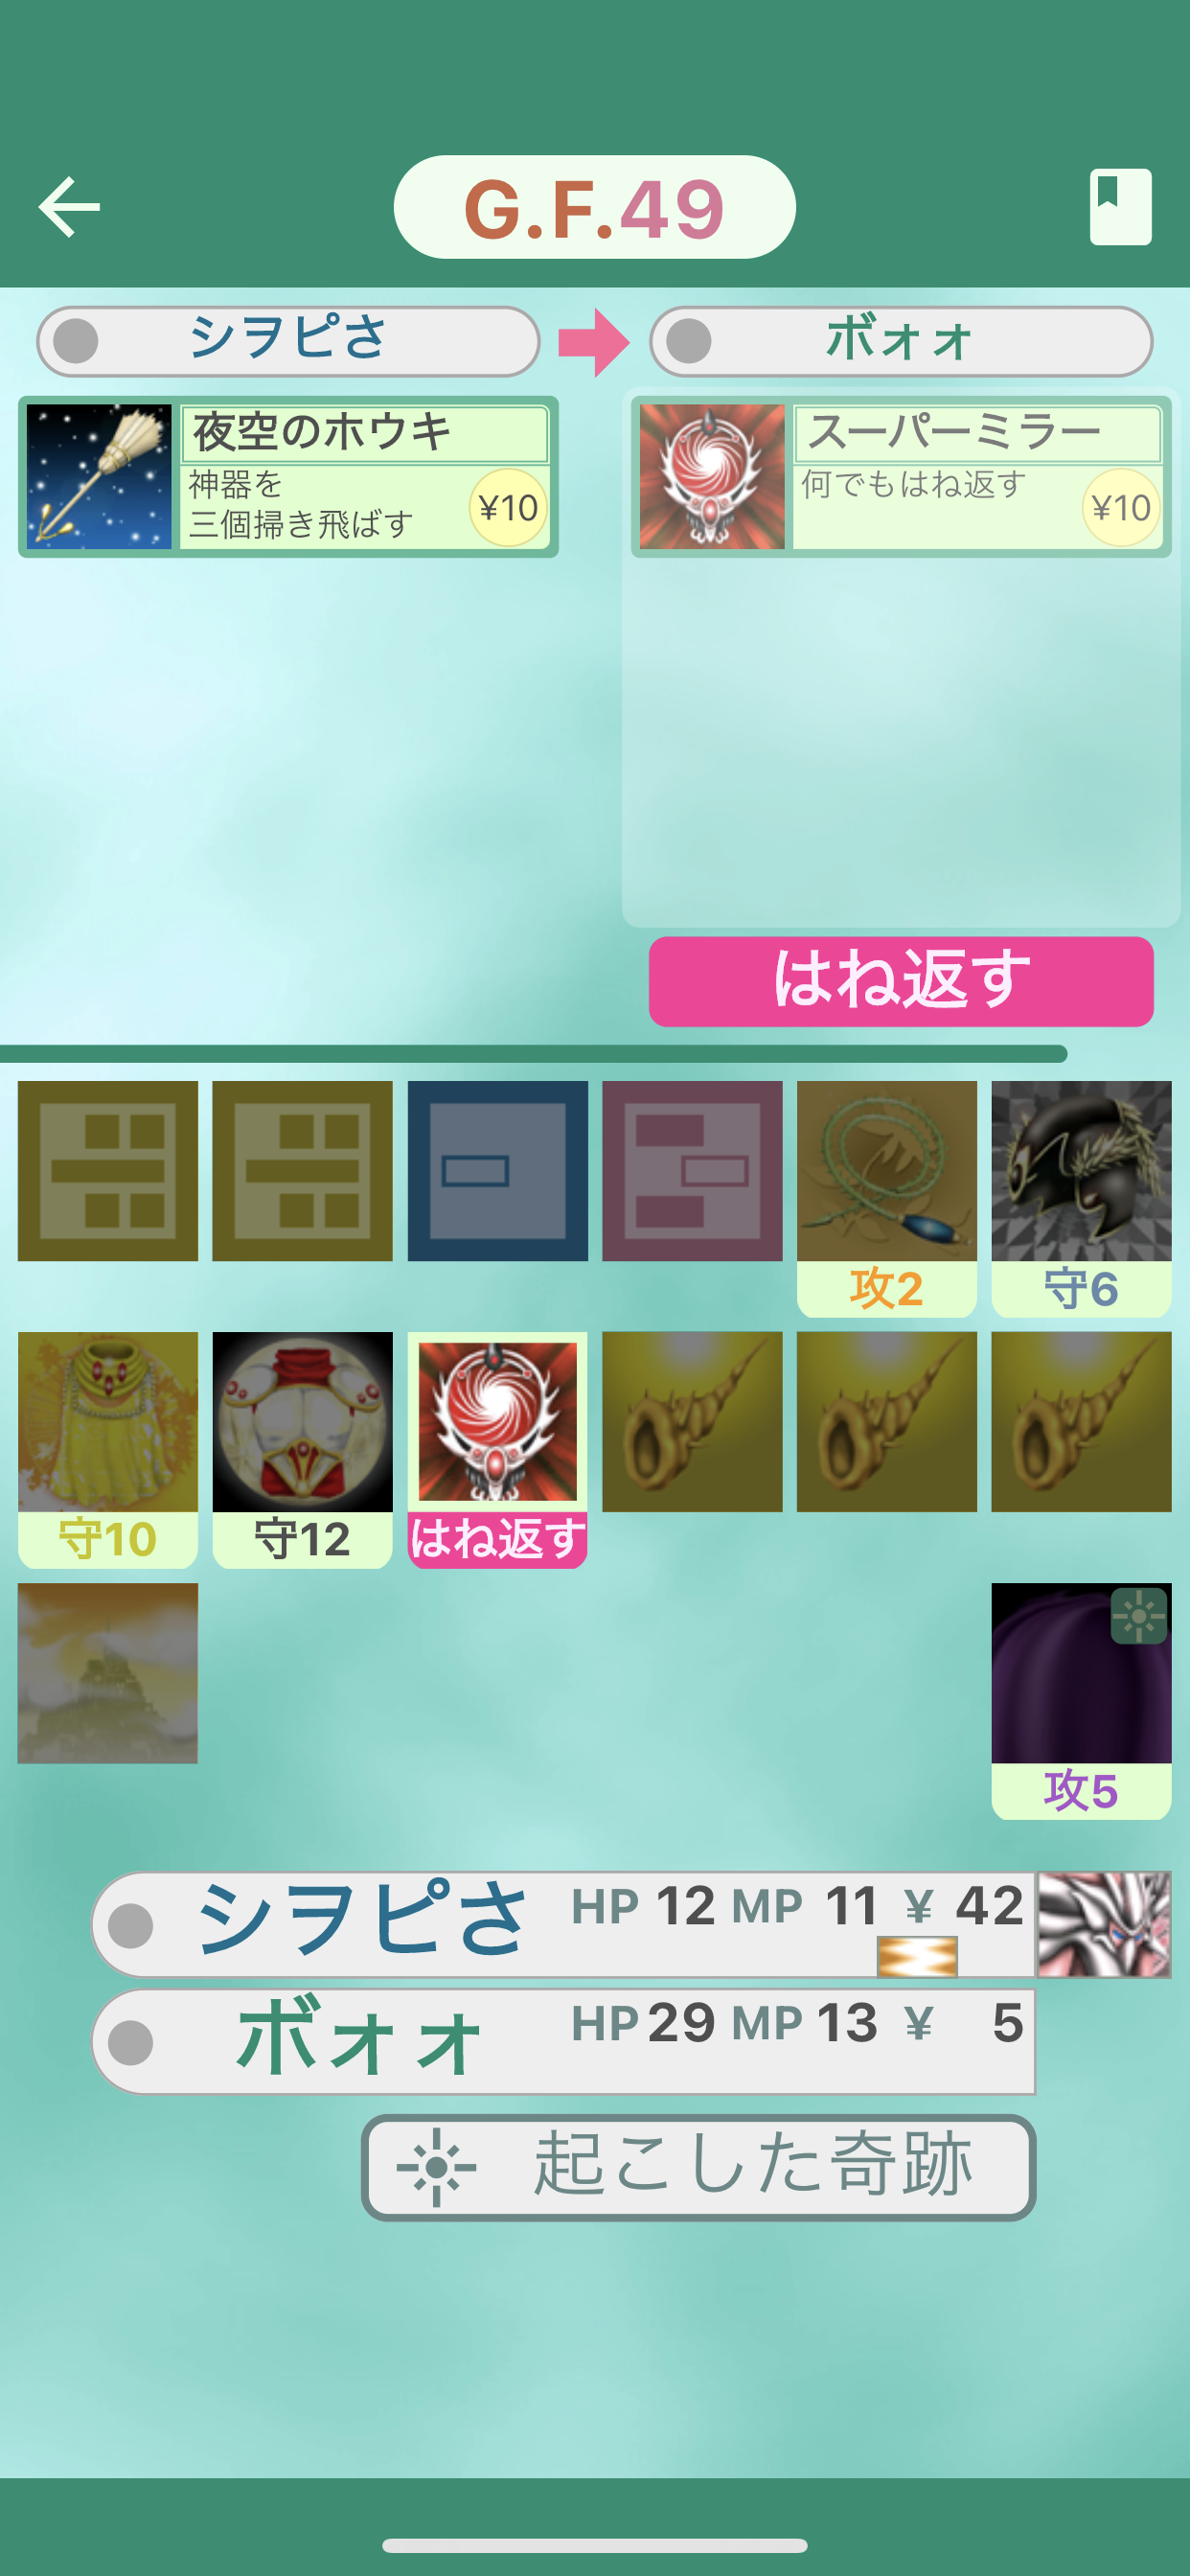 G.F.49
シヲピさ
ボォォ
夜空のホウキ
神器を
三個掃き飛ばす
¥10
スーパーミラー
何でもはね返す
¥10
はね返す
攻2
守6
守10
守12
はね返す
攻5
シヲピさ HP 12 MP 11 ¥ 42
ボォォ HP 29 MP 13 ¥ 5
起こした奇跡